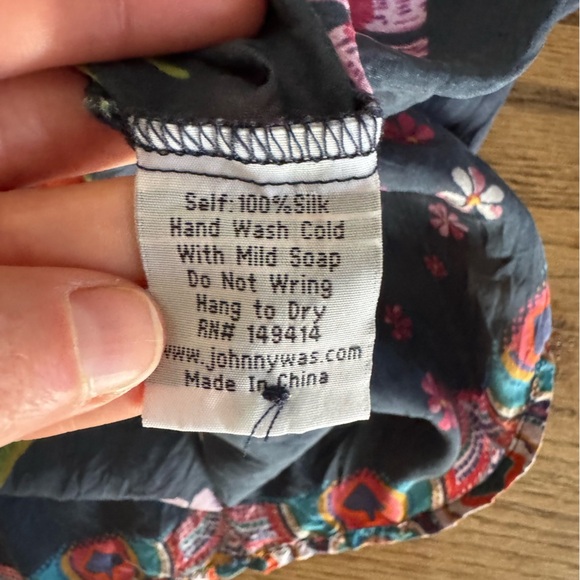 Self: 100% Silk
Hand Wash Cold
With Mild Soap
Do Not Wring
Hang to Dry
RN# 149414
www.johnnywas.com
Made In China